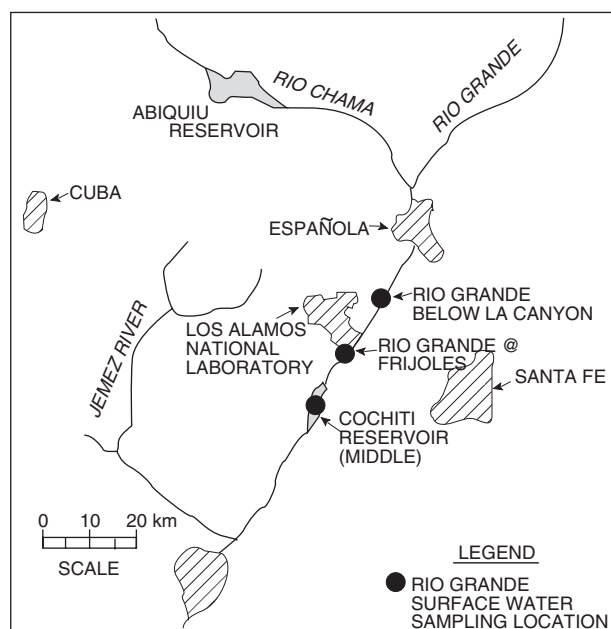 RIO CHAMA
RIO GRANDE
ABIQUIU
RESERVOIR
CUBA
ESPAÑOLA
RIO GRANDE
BELOW LA CANYON
LOS ALAMOS
NATIONAL
LABORATORY
RIO GRANDE @
FRIJOLES
SANTA FE
JEMEZ RIVER
COCHITI
RESERVOIR
(MIDDLE)
0 10 20 km
SCALE
LEGEND
RIO GRANDE
SURFACE WATER
SAMPLING LOCATION